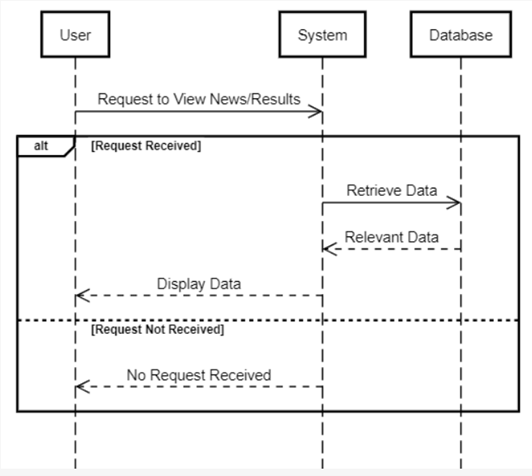 User
System
Database
Request to View News/Results
alt
[Request Received]
Retrieve Data
Relevant Data
Display Data
[Request Not Received]
No Request Received